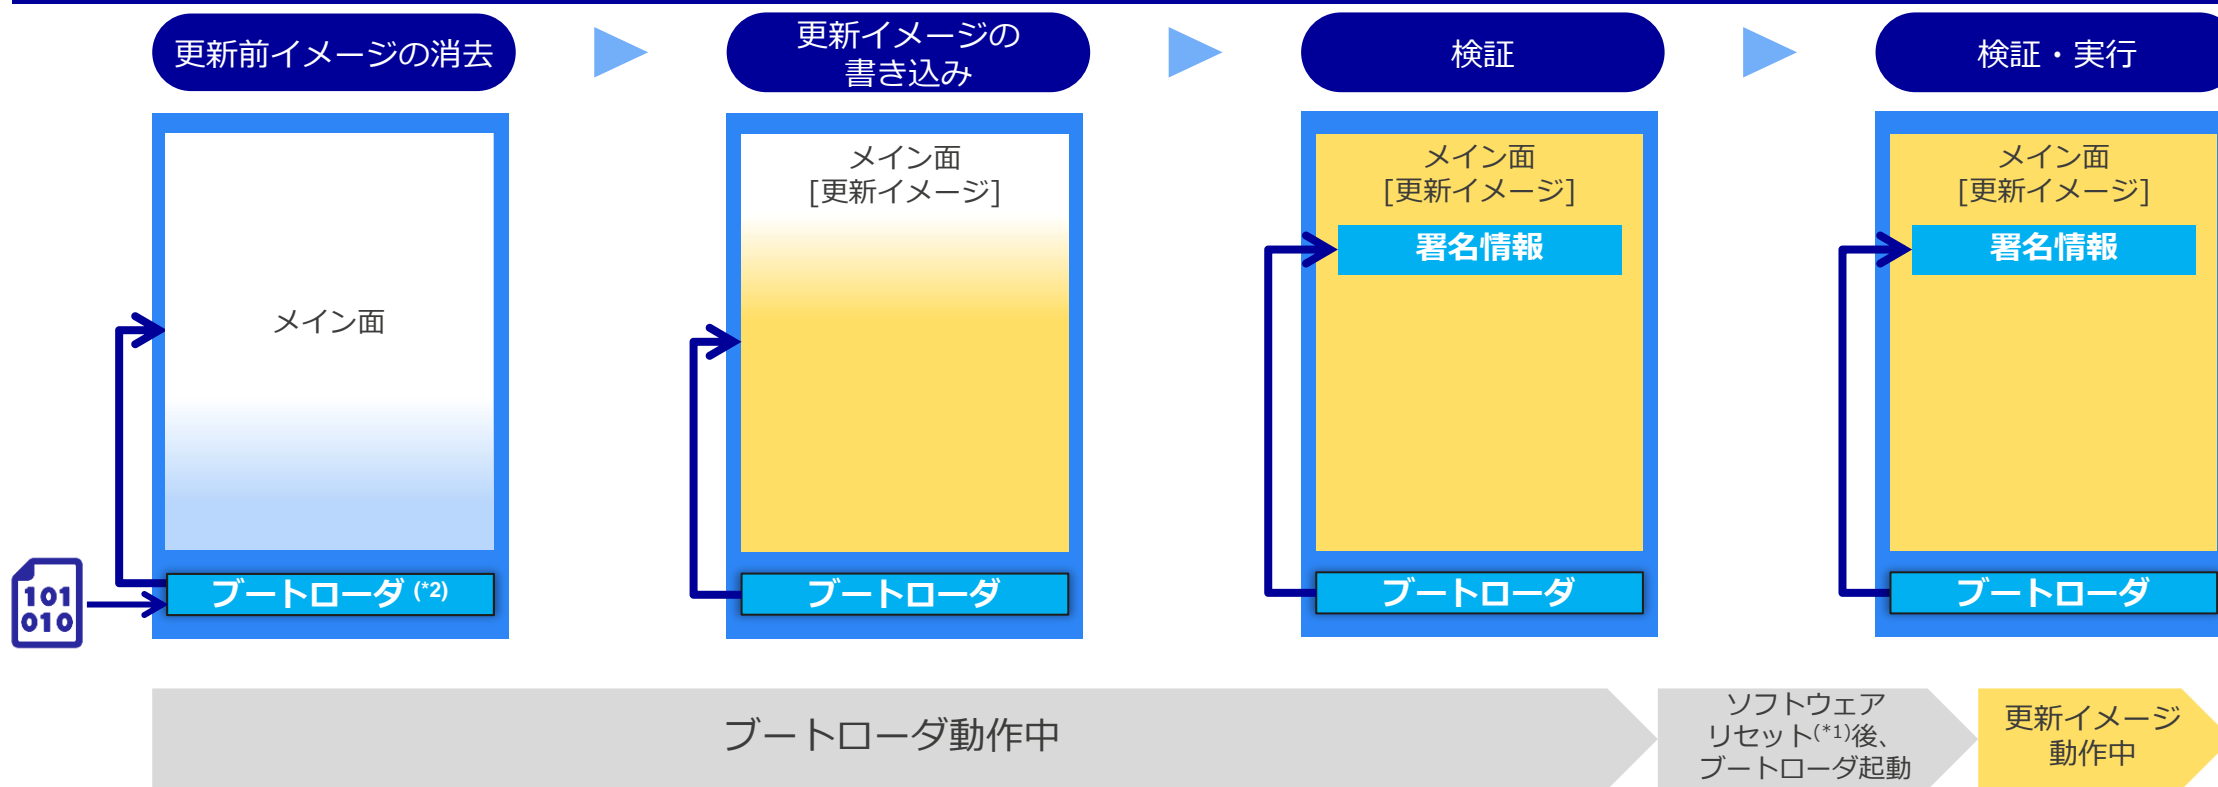 更新前イメージの消去
更新イメージの
書き込み
検証
検証・実行
メイン面
メイン面
[更新イメージ]
メイン面
[更新イメージ]
署名情報
メイン面
[更新イメージ]
署名情報
101
010
ブートローダ (*2)
ブートローダ
ブートローダ
ブートローダ
ブートローダ動作中
ソフトウェア
リセット(*1)後、
ブートローダ起動
更新イメージ
動作中